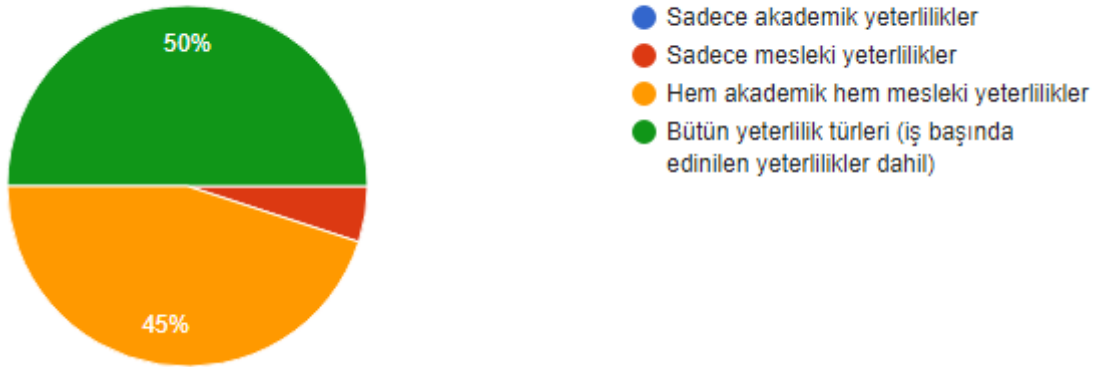 50%
45%
Sadece akademik yeterlilikler
Sadece mesleki yeterlilikler
Hem akademik hem mesleki yeterlilikler
Bütün yeterlilik türleri (iş başında
edinilen yeterlilikler dahil)